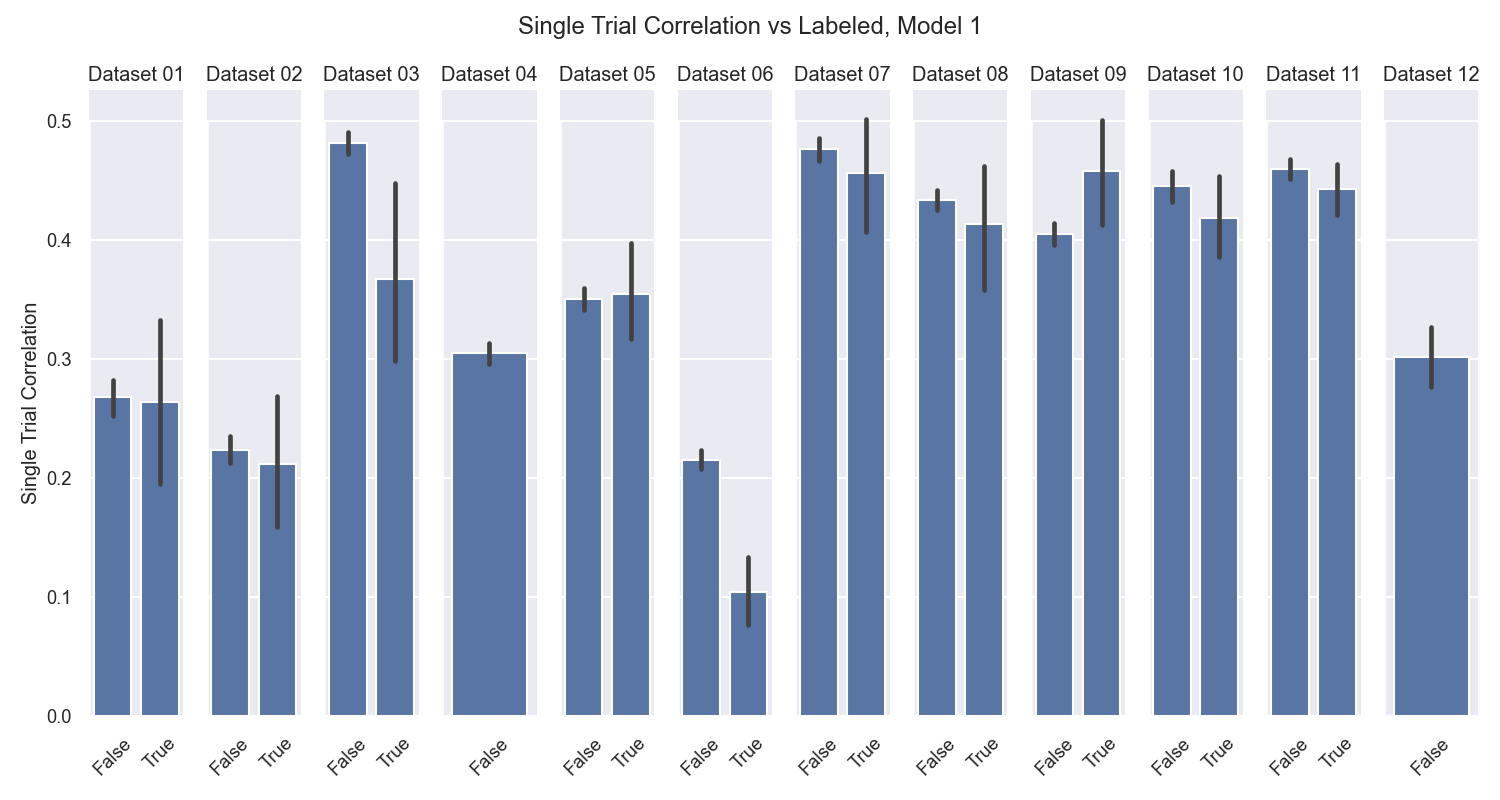 Single Trial Correlation vs Labeled, Model 1
Dataset 01 Dataset 02 Dataset 03 Dataset 04 Dataset 05 Dataset 06 Dataset 07 Dataset 08 Dataset 09 Dataset 10 Dataset 11 Dataset 12
Single Trial Correlation
0.5
0.4
0.3
0.2
0.1
0.0
False True False True False True False False True False True False True False True False True False True False True False